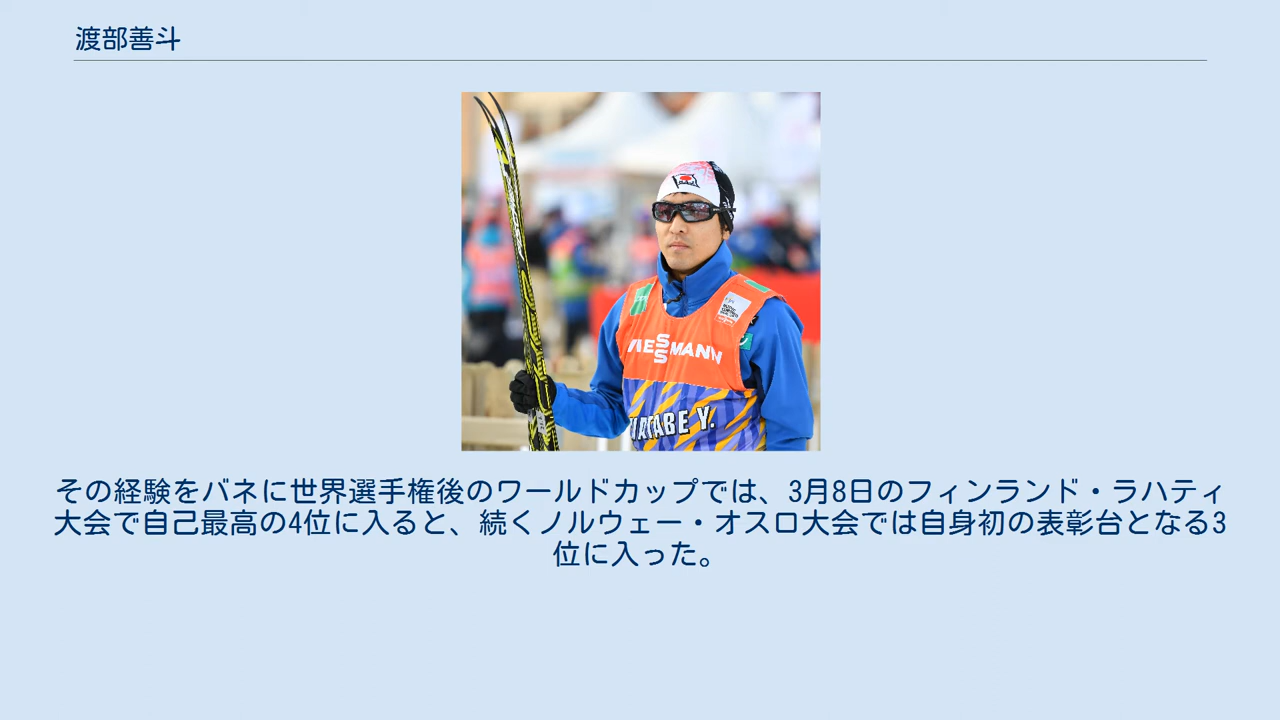 渡部善斗
VIESSMANN
WATABE Y.
その経験をバネに世界選手権後のワールドカップでは、3月8日のフィンランド・ラハティ
大会で自己最高の4位に入ると、続くノルウェー・オスロ大会では自身初の表彰台となる3
位に入った。